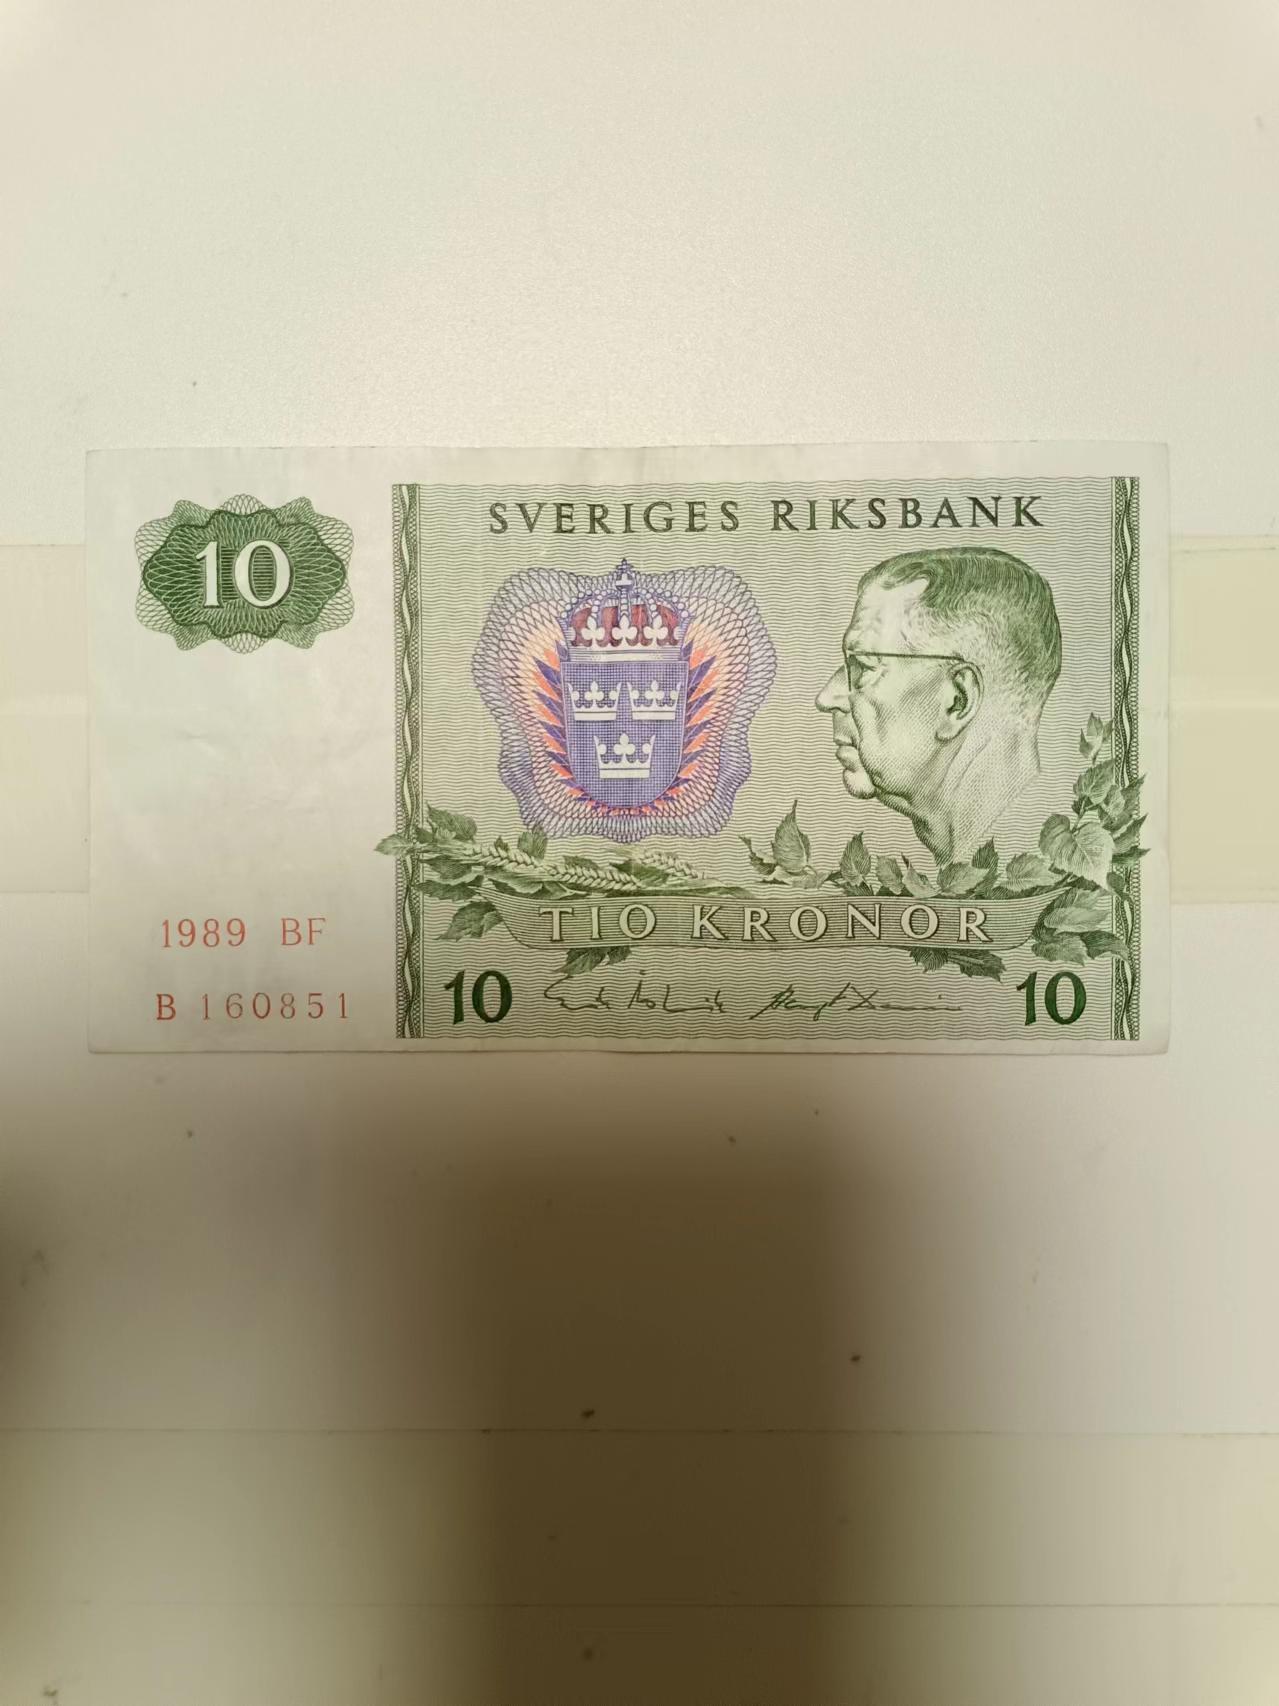 10
SVERIGES RIKSBANK
TIO KRONOR
1989 BF
B 160851
10
10